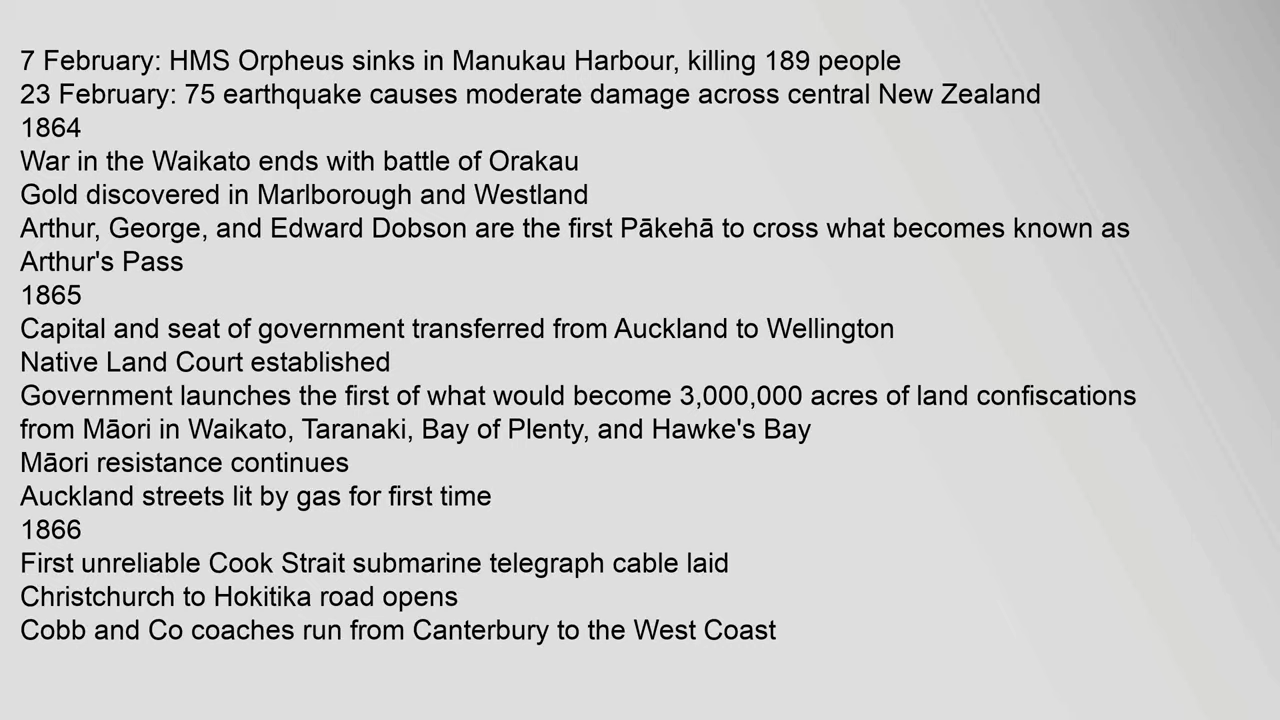 7 February: HMS Orpheus sinks in Manukau Harbour, killing 189 people
23 February: 75 earthquake causes moderate damage across central New Zealand
1864
War in the Waikato ends with battle of Orakau
Gold discovered in Marlborough and Westland
Arthur, George, and Edward Dobson are the first Pākehā to cross what becomes known as
Arthur's Pass
1865
Capital and seat of government transferred from Auckland to Wellington
Native Land Court established
Government launches the first of what would become 3,000,000 acres of land confiscations
from Māori in Waikato, Taranaki, Bay of Plenty, and Hawke's Bay
Māori resistance continues
Auckland streets lit by gas for first time
1866
First unreliable Cook Strait submarine telegraph cable laid
Christchurch to Hokitika road opens
Cobb and Co coaches run from Canterbury to the West Coast